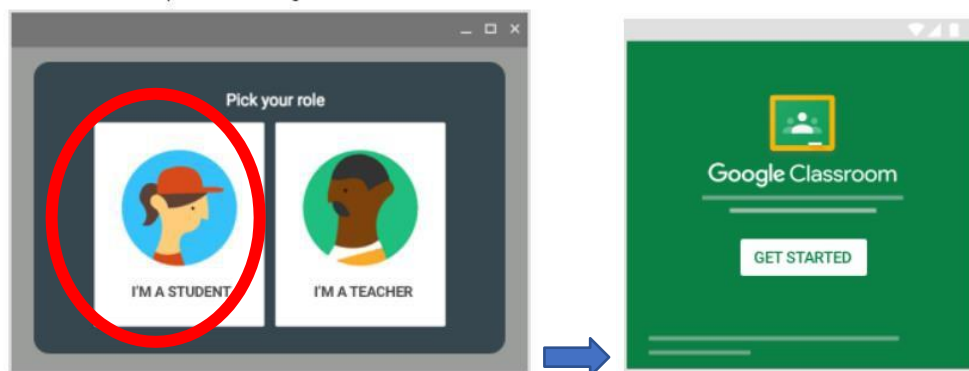 Pick your role
I'M A STUDENT
I'M A TEACHER
Google Classroom
GET STARTED